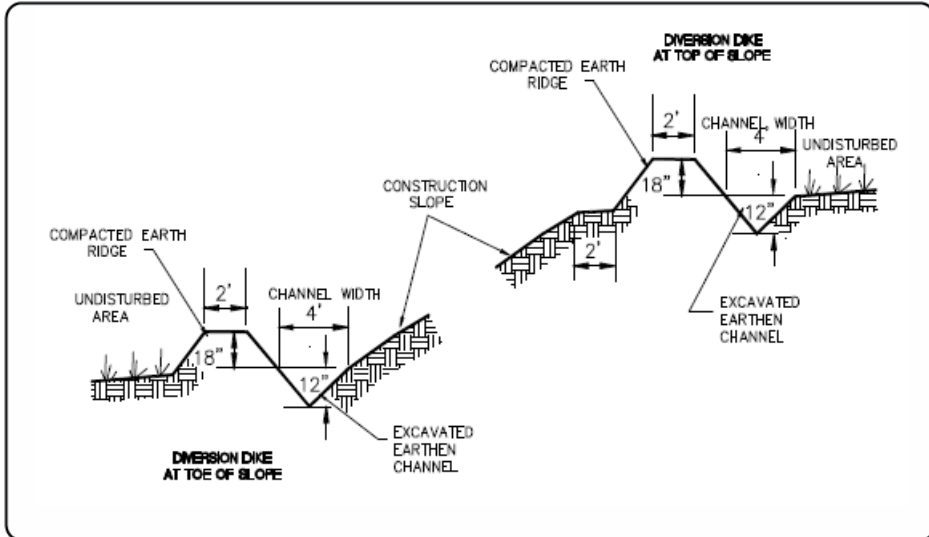 DIVERSION DIKE
AT TOP OF SLOPE
COMPACTED EARTH
RIDGE
2'
CHANNEL WIDTH
4'
UNDISTURBED
AREA
18"
12"
CONSTRUCTION
SLOPE
2'
EXCAVATED
EARTHEN
CHANNEL
COMPACTED EARTH
RIDGE
2'
CHANNEL WIDTH
4'
UNDISTURBED
AREA
18"
12"
EXCAVATED
EARTHEN
CHANNEL
DIVERSION DIKE
AT TOE OF SLOPE